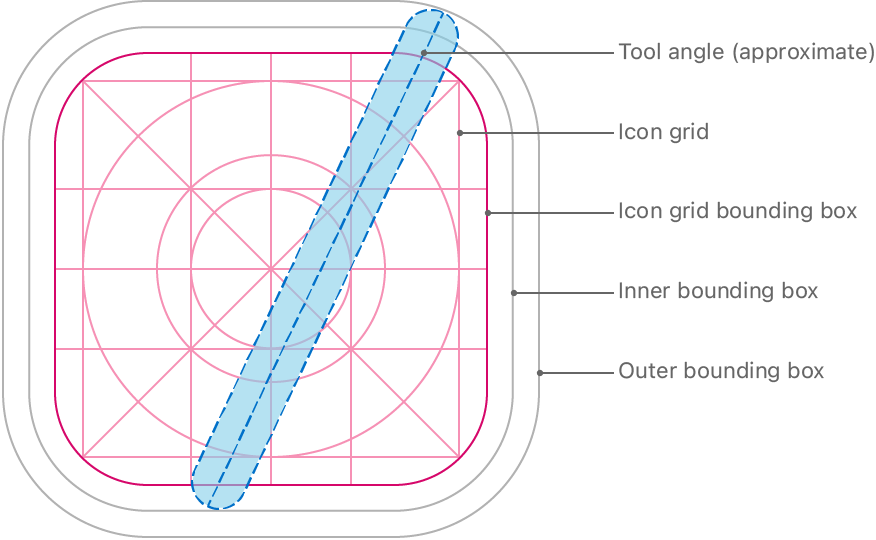 Tool angle (approximate)
Icon grid
Icon grid bounding box
Inner bounding box
Outer bounding box